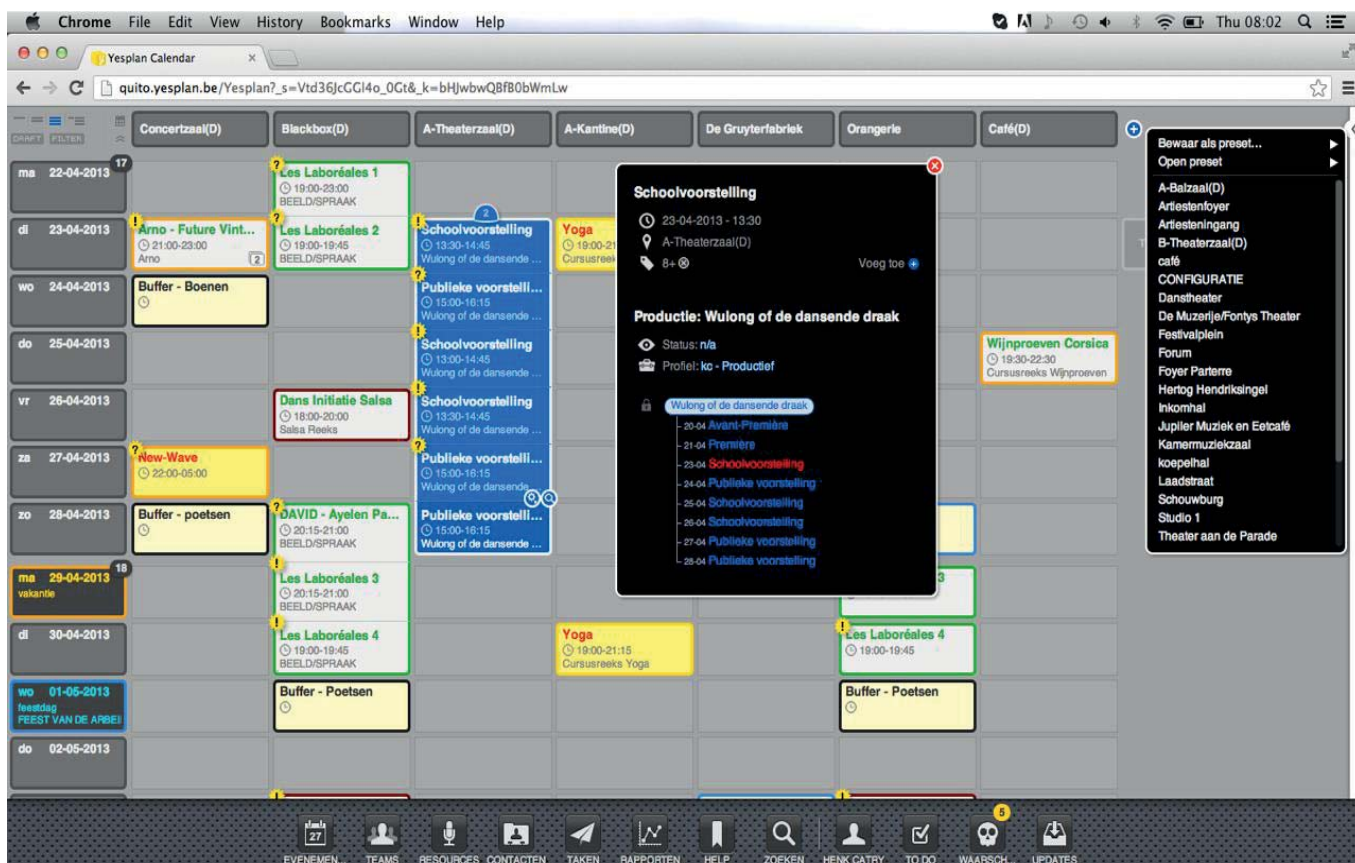 Chrome File Edit View History Bookmarks Window Help Thu 08:02
Yesplan Calendar
quito.yesplan.be/Yesplan?_s=Vtd36JcGGl4o_0Gt&_k=bHJwbwQBfB0bWmLw
DRAFT FILTER
Concertzaal(D) Blackbox(D) A-Theaterzaal(D) A-Kantine(D) De Gruyterfabriek Orangerie Café(D)
ma 22-04-2013 17
Les Laboréales 1
19:00-23:00
BEELD/SPRAAK
di 23-04-2013
Arno - Future Vint...
21:00-23:00
Arno 2
Les Laboréales 2
19:00-19:45
BEELD/SPRAAK
2
Schoolvoorstelling
13:30-14:45
Wulong of de dansende ...
Yoga
19:00-21
Cursusreek
wo 24-04-2013
Buffer - Boenen
Publieke voorstelli...
15:00-16:15
Wulong of de dansende ...
do 25-04-2013
Schoolvoorstelling
13:00-14:45
Wulong of de dansende ...
Wijnproeven Corsica
19:30-22:30
Cursusreeks Wijnproeven
vr 26-04-2013
Dans Initiatie Salsa
18:00-20:00
Salsa Reeks
Schoolvoorstelling
13:30-14:45
Wulong of de dansende ...
za 27-04-2013
New-Wave
22:00-05:00
Publieke voorstelli...
15:00-16:15
Wulong of de dansende
zo 28-04-2013
Buffer - poetsen
DAVID - Ayelen Pa...
20:15-21:00
BEELD/SPRAAK
Publieke voorstelli...
15:00-16:15
Wulong of de dansende ...
ma 29-04-2013 18
vakantie
Les Laboréales 3
20:15-21:00
BEELD/SPRAAK
3
di 30-04-2013
Les Laboréales 4
19:00-19:45
BEELD/SPRAAK
Yoga
19:00-21:15
Cursusreeks Yoga
Les Laboréales 4
19:00-19:45
wo 01-05-2013
feestdag
FEEST VAN DE ARBEI
Buffer - Poetsen
Buffer - Poetsen
do 02-05-2013
Schoolvoorstelling
23-04-2013 - 13:30
A-Theaterzaal(D)
8+ Voeg toe
Productie: Wulong of de dansende draak
Status: n/a
Profiel: kc - Productief
Wulong of de dansende draak
20-04 Avant-Première
21-04 Première
23-04 Schoolvoorstelling
24-04 Publieke voorstelling
25-04 Schoolvoorstelling
26-04 Schoolvoorstelling
27-04 Publieke voorstelling
28-04 Publieke voorstelling
Bewaar als preset...
Open preset
A-Balzaal(D)
Artiestenfoyer
Artiesteningang
B-Theaterzaal(D)
café
CONFIGURATIE
Danstheater
De Muzerije/Fontys Theater
Festivalplein
Forum
Foyer Parterre
Hertog Hendriksingel
Inkomhal
Jupiler Muziek en Eetcafé
Kamermuziekzaal
koepelhal
Laadstraat
Schouwburg
Studio 1
Theater aan de Parade
27 5
EVENEMEN... TEAMS RESOURCES CONTACTEN TAKEN RAPPORTEN HELP ZOEKEN HENK CATRY TO DO WAARSCH... UPDATES